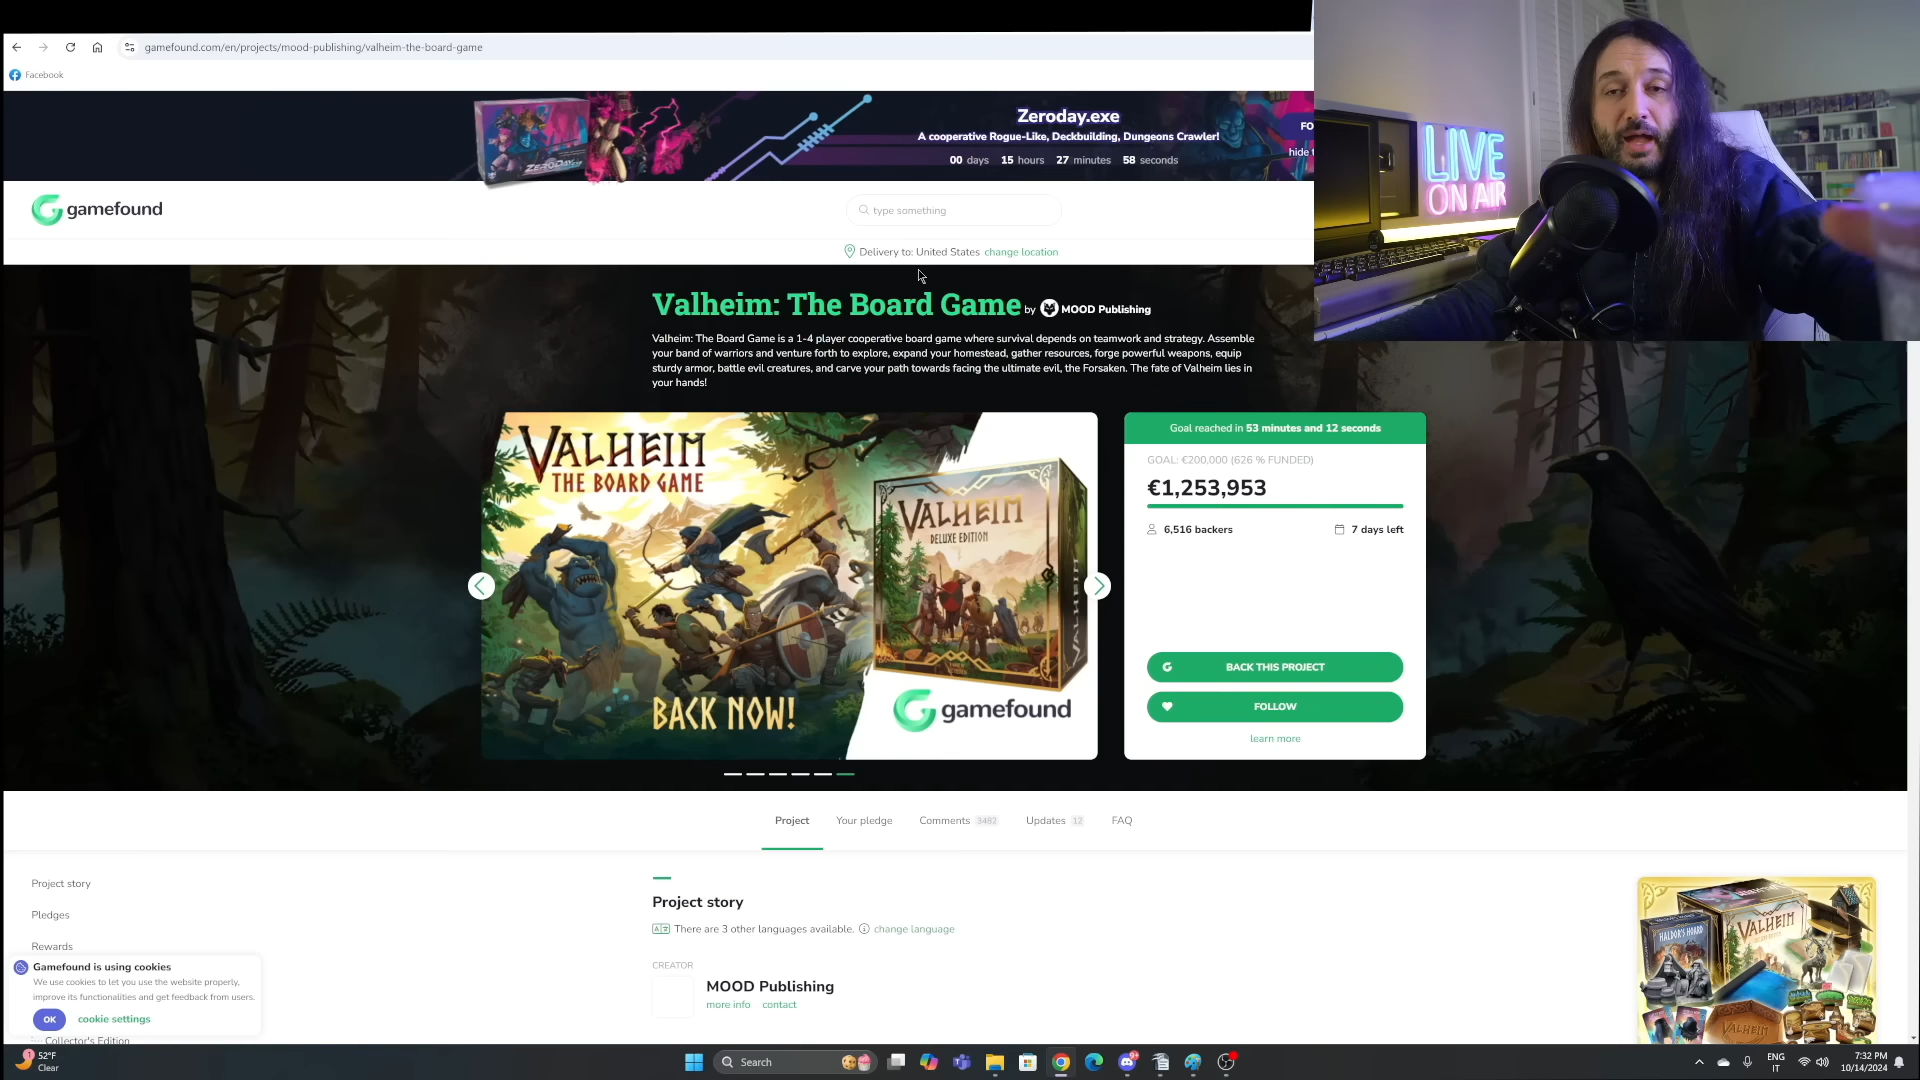 gamefound.com/en/projects/mood-publishing/valheim-the-board-game
Facebook
ZERODAY.EXE
Zeroday.exe
A cooperative Rogue-Like, Deckbuilding, Dungeons Crawler!
00 days 15 hours 27 minutes 58 seconds
FO
hide t
LIVE
ON AIR
gamefound
type something
Delivery to: United States change location
Valheim: The Board Game by MOOD Publishing
Valheim: The Board Game is a 1-4 player cooperative board game where survival depends on teamwork and strategy. Assemble
your band of warriors and venture forth to explore, expand your homestead, gather resources, forge powerful weapons, equip
sturdy armor, battle evil creatures, and carve your path towards facing the ultimate evil, the Forsaken. The fate of Valheim lies in
your hands!
VALHEIM
THE BOARD GAME
VALHEIM
DELUXE EDITION
VALHEIM
BACK NOW!
gamefound
Goal reached in 53 minutes and 12 seconds
GOAL: €200,000 (626 % FUNDED)
€1,253,953
6,516 backers
7 days left
BACK THIS PROJECT
FOLLOW
learn more
Project Your pledge Comments 3482 Updates 12 FAQ
Project story
Pledges
Rewards
Project story
There are 3 other languages available. change language
CREATOR
MOOD Publishing
more info contact
HALDOR'S HOARD
VALHEIM
VALHEIM
Gamefound is using cookies
We use cookies to let you use the website properly,
improve its functionalities and get feedback from users.
OK cookie settings
Collector's Edition
1
52°F
Clear
Search
ENG
IT
7:32 PM
10/14/2024